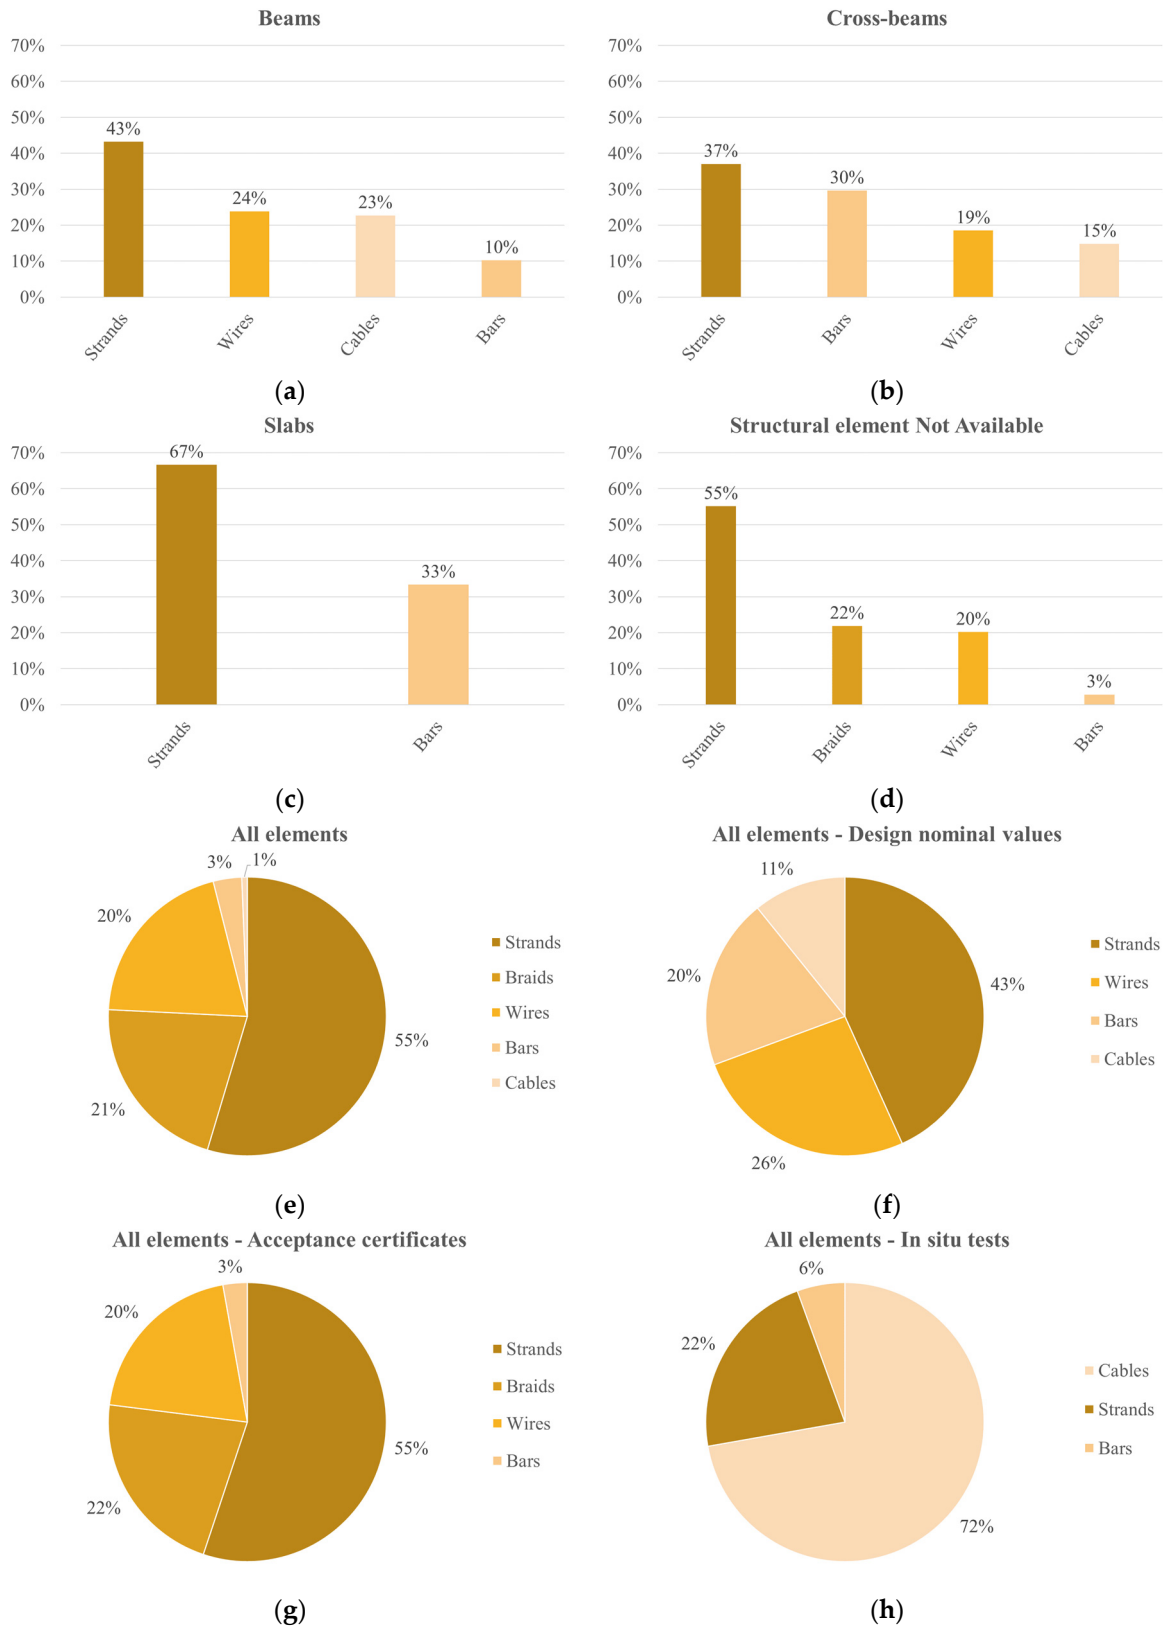 Beams
70%
60%
50%
40%
30%
20%
10%
0%
43%
24%
23%
10%
Strands
Wires
Cables
Bars
(a)
Cross-beams
70%
60%
50%
40%
30%
20%
10%
0%
37%
30%
19%
15%
Strands
Bars
Wires
Cables
(b)
Slabs
70%
60%
50%
40%
30%
20%
10%
0%
67%
33%
Strands
Bars
(c)
Structural element Not Available
70%
60%
50%
40%
30%
20%
10%
0%
55%
22%
20%
3%
Strands
Braids
Wires
Bars
(d)
All elements
3%
1%
20%
55%
21%
Strands
Braids
Wires
Bars
Cables
(e)
All elements - Design nominal values
11%
20%
43%
26%
Strands
Wires
Bars
Cables
(f)
All elements - Acceptance certificates
3%
20%
55%
22%
Strands
Braids
Wires
Bars
(g)
All elements - In situ tests
6%
22%
72%
Cables
Strands
Bars
(h)